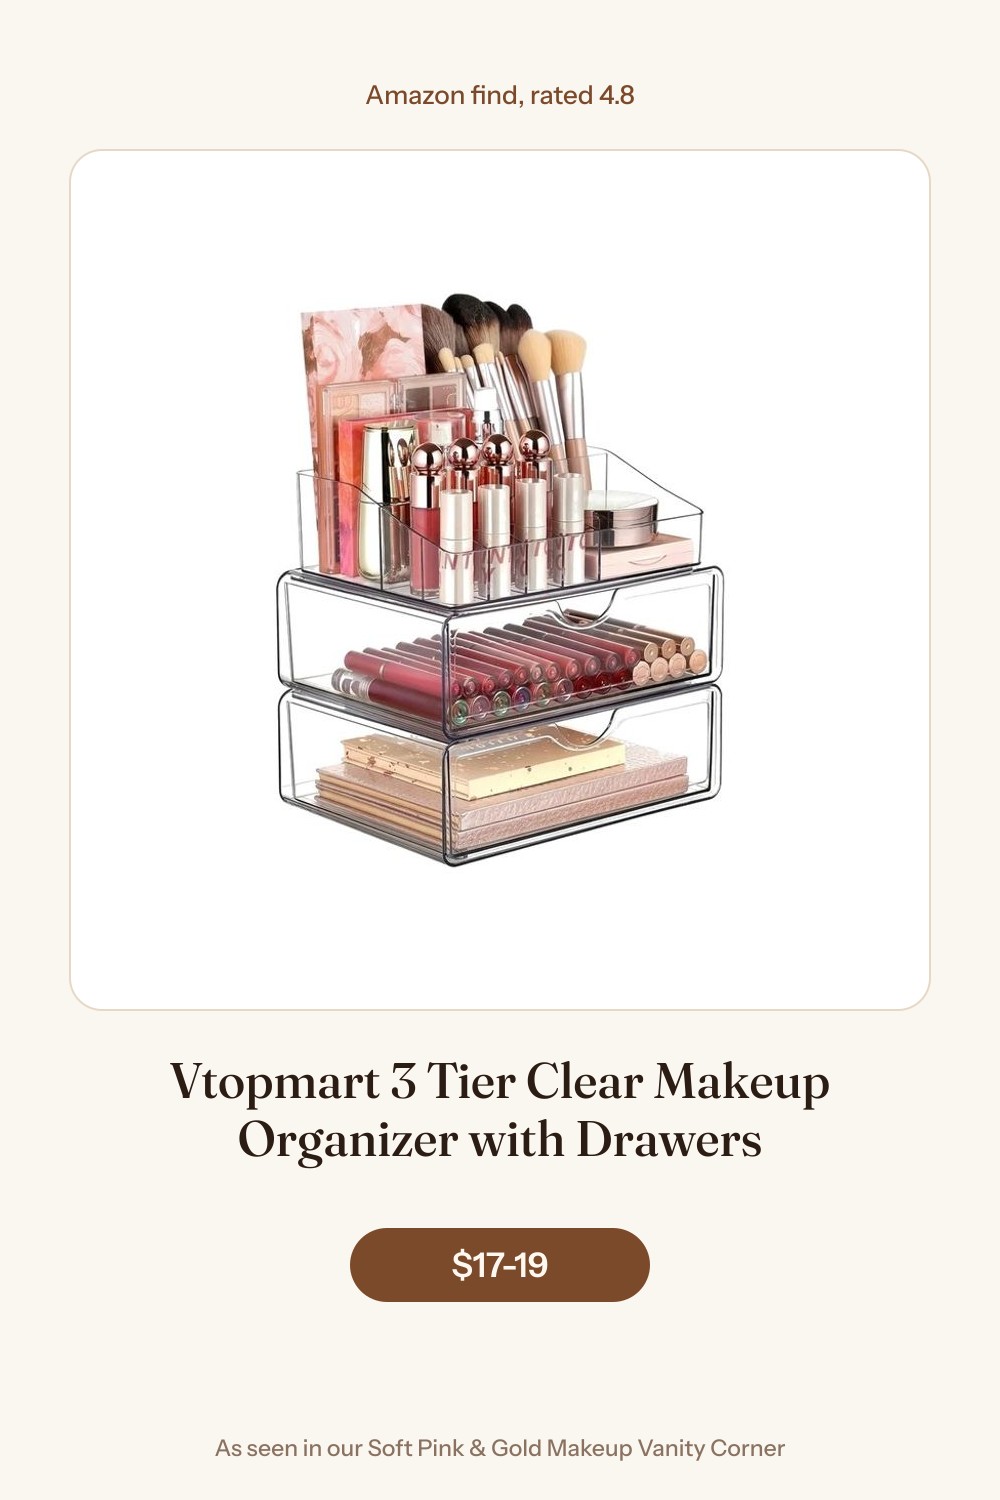 Amazon find, rated 4.8
Vtopmart 3 Tier Clear Makeup
Organizer with Drawers
$17-19
As seen in our Soft Pink & Gold Makeup Vanity Corner